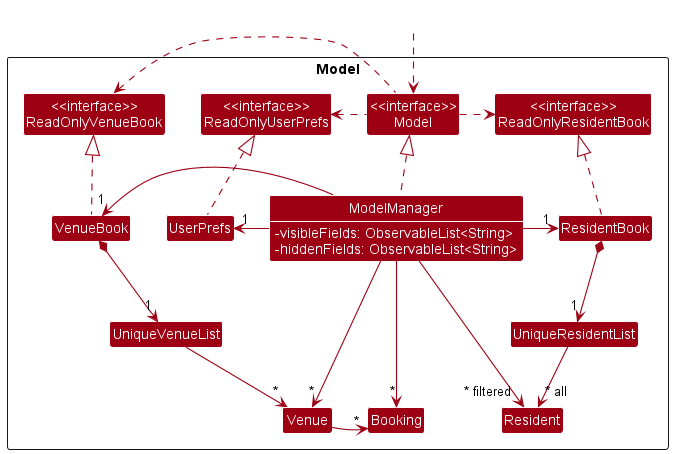 Model
<<interface>>
ReadOnlyVenueBook
<<interface>>
ReadOnlyUserPrefs
<<interface>>
Model
<<interface>>
ReadOnlyResidentBook
1
VenueBook
UserPrefs
1
ModelManager
-visibleFields: ObservableList<String>
-hiddenFields: ObservableList<String>
1
ResidentBook
1
UniqueVenueList
1
UniqueResidentList
*
*
*
* filtered
* all
Venue
*
Booking
Resident